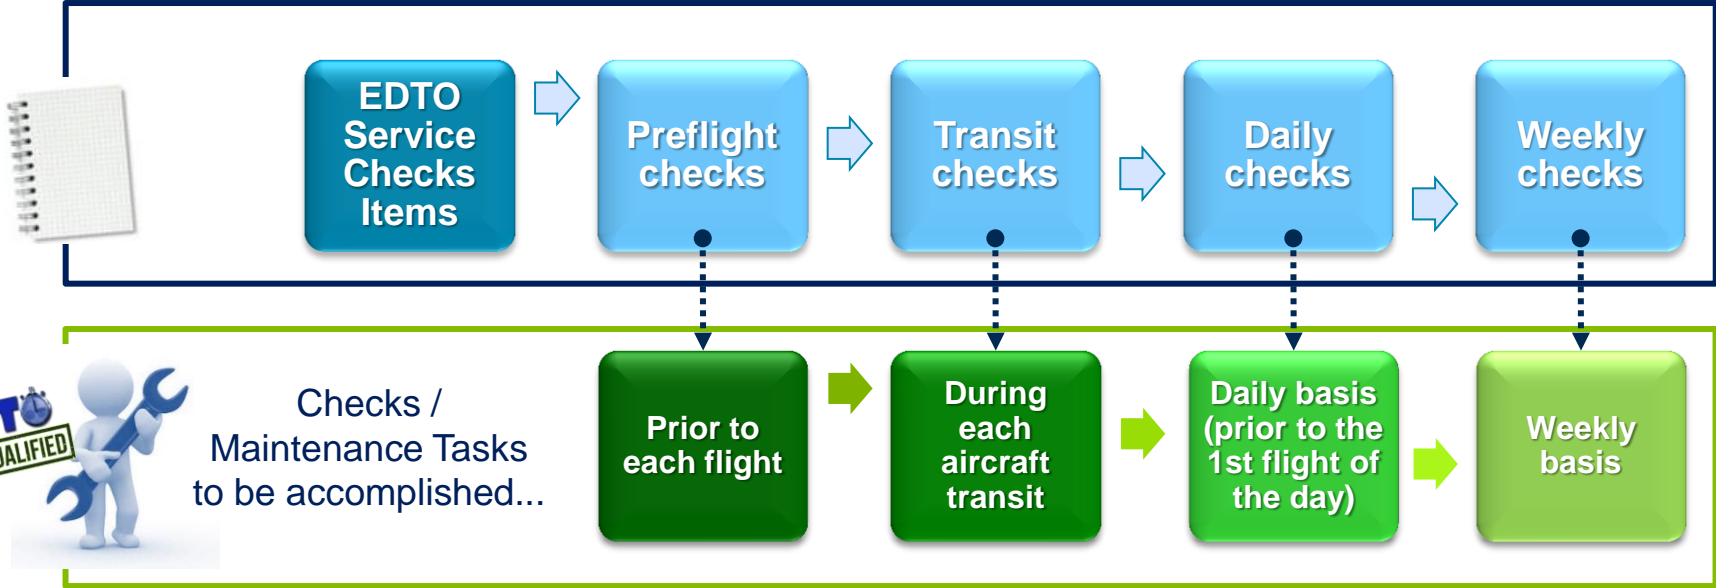 EDTO
Service
Checks
Items
Preflight
checks
Transit
checks
Daily
checks
Weekly
checks
Checks /
Maintenance Tasks
to be accomplished...
Prior to
each flight
During
each
aircraft
transit
Daily basis
(prior to the
1st flight of
the day)
Weekly
basis